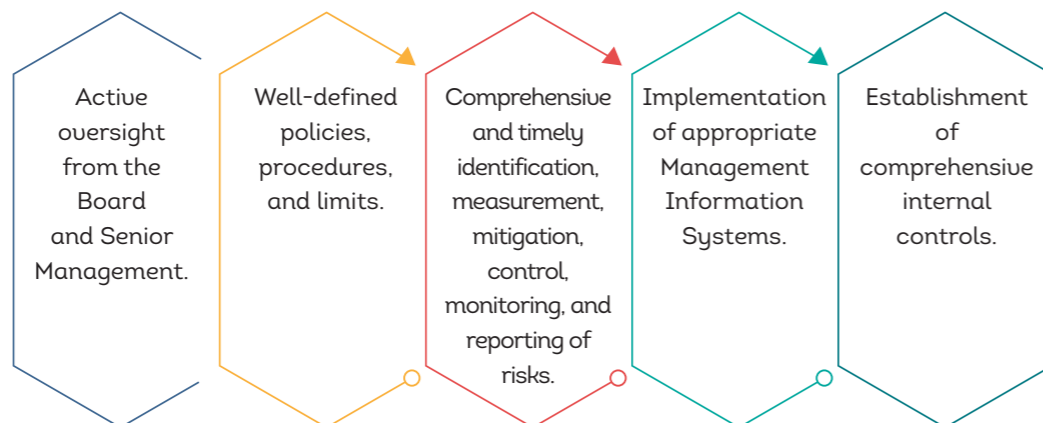 Active
oversight
from the
Board
and Senior
Management.
Well-defined
policies,
procedures,
and limits.
Comprehensive
and timely
identification,
measurement,
mitigation,
control,
monitoring, and
reporting of
risks.
Implementation
of appropriate
Management
Information
Systems.
Establishment
of
comprehensive
internal
controls.